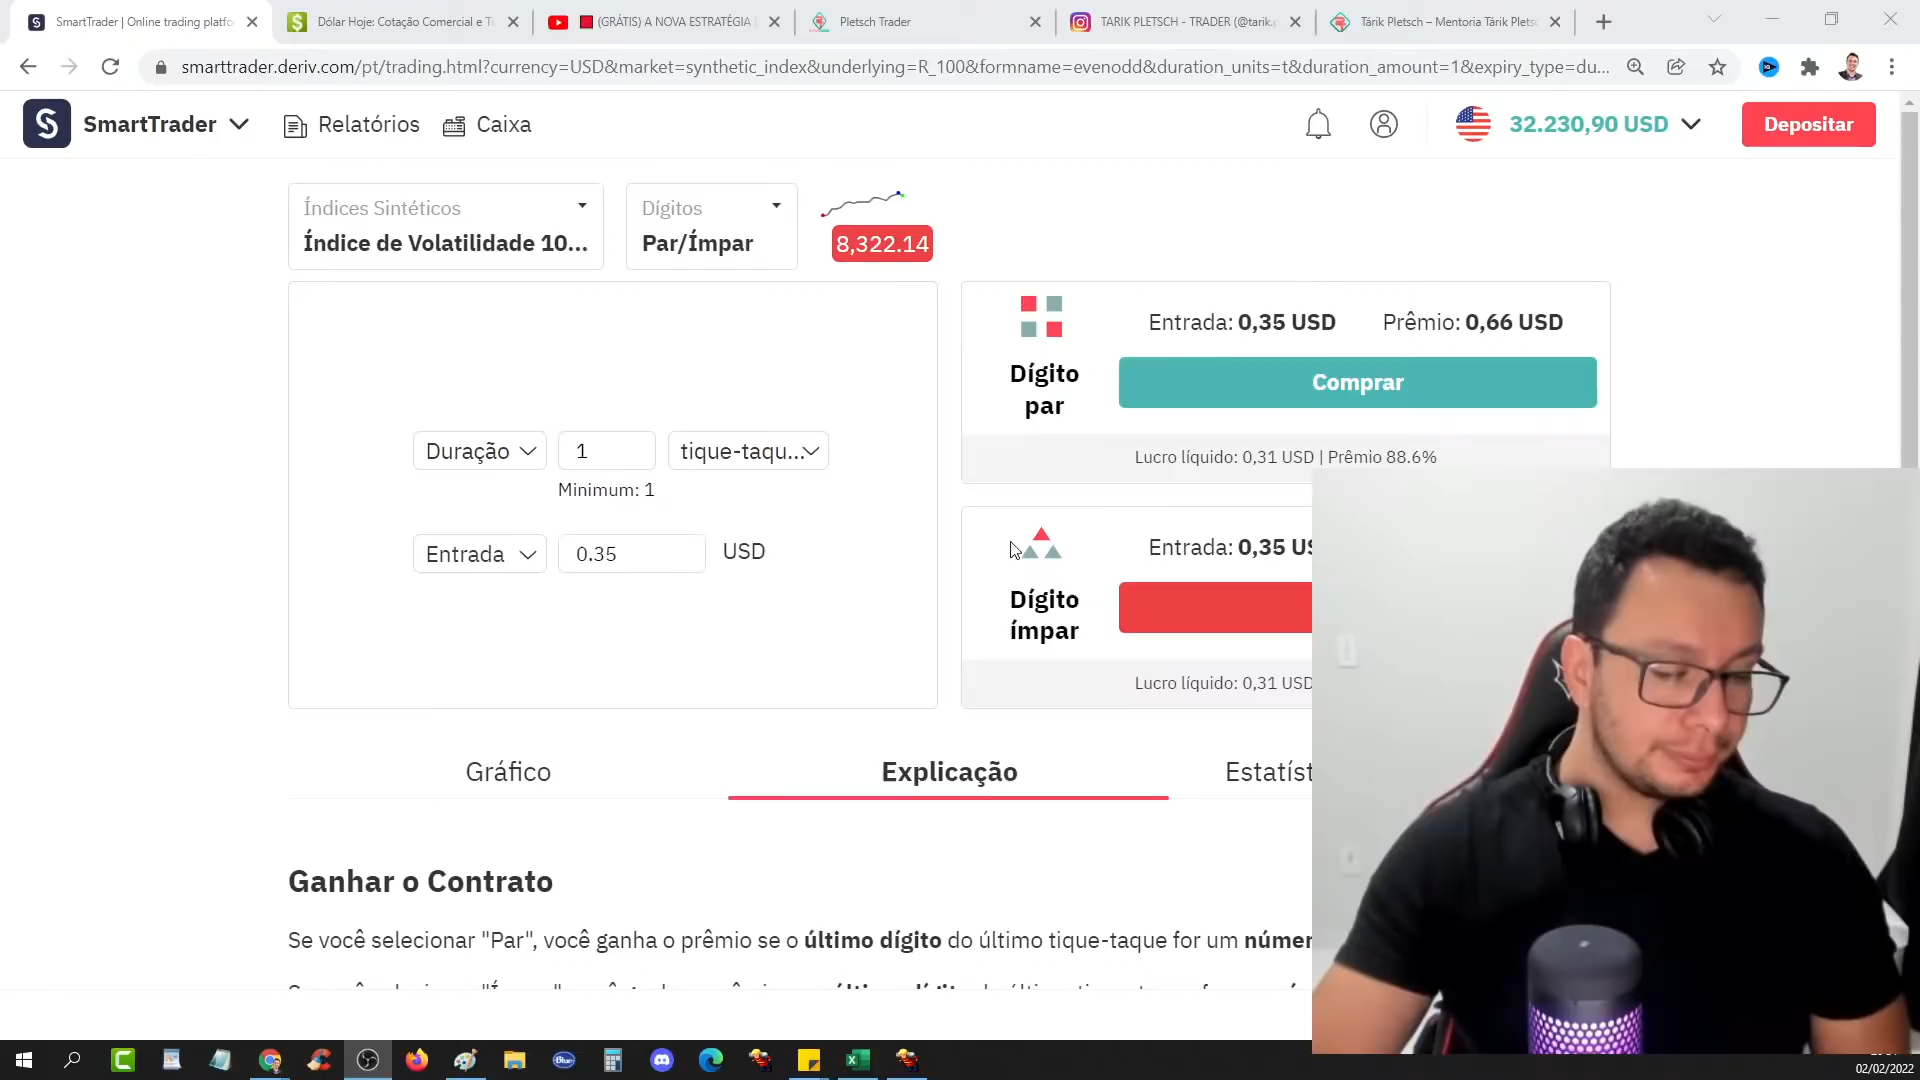 SmartTrader | Online trading platfo
Dólar Hoje: Cotação Comercial e Tu
(GRÁTIS) A NOVA ESTRATÉGIA
Pletsch Trader
TARIK PLETSCH - TRADER (@tarik.p
Tárik Pletsch – Mentoria Tárik Plets
smarttrader.deriv.com/pt/trading.html?currency=USD&market=synthetic_index&underlying=R_100&formname=evenodd&duration_units=t&duration_amount=1&expiry_type=du...
SmartTrader
Relatórios
Caixa
32.230,90 USD
Depositar
Índices Sintéticos
Índice de Volatilidade 10...
Dígitos
Par/Ímpar
8,322.14
Entrada: 0,35 USD
Prêmio: 0,66 USD
Dígito
par
Comprar
Lucro líquido: 0,31 USD | Prêmio 88.6%
Duração
1
tique-taqu...
Minimum: 1
Entrada
0.35
USD
Entrada: 0,35 US
Dígito
ímpar
Lucro líquido: 0,31 USD
Gráfico
Explicação
Estatíst
Ganhar o Contrato
Se você selecionar "Par", você ganha o prêmio se o último dígito do último tique-taque for um númer
Blue
02/02/2022